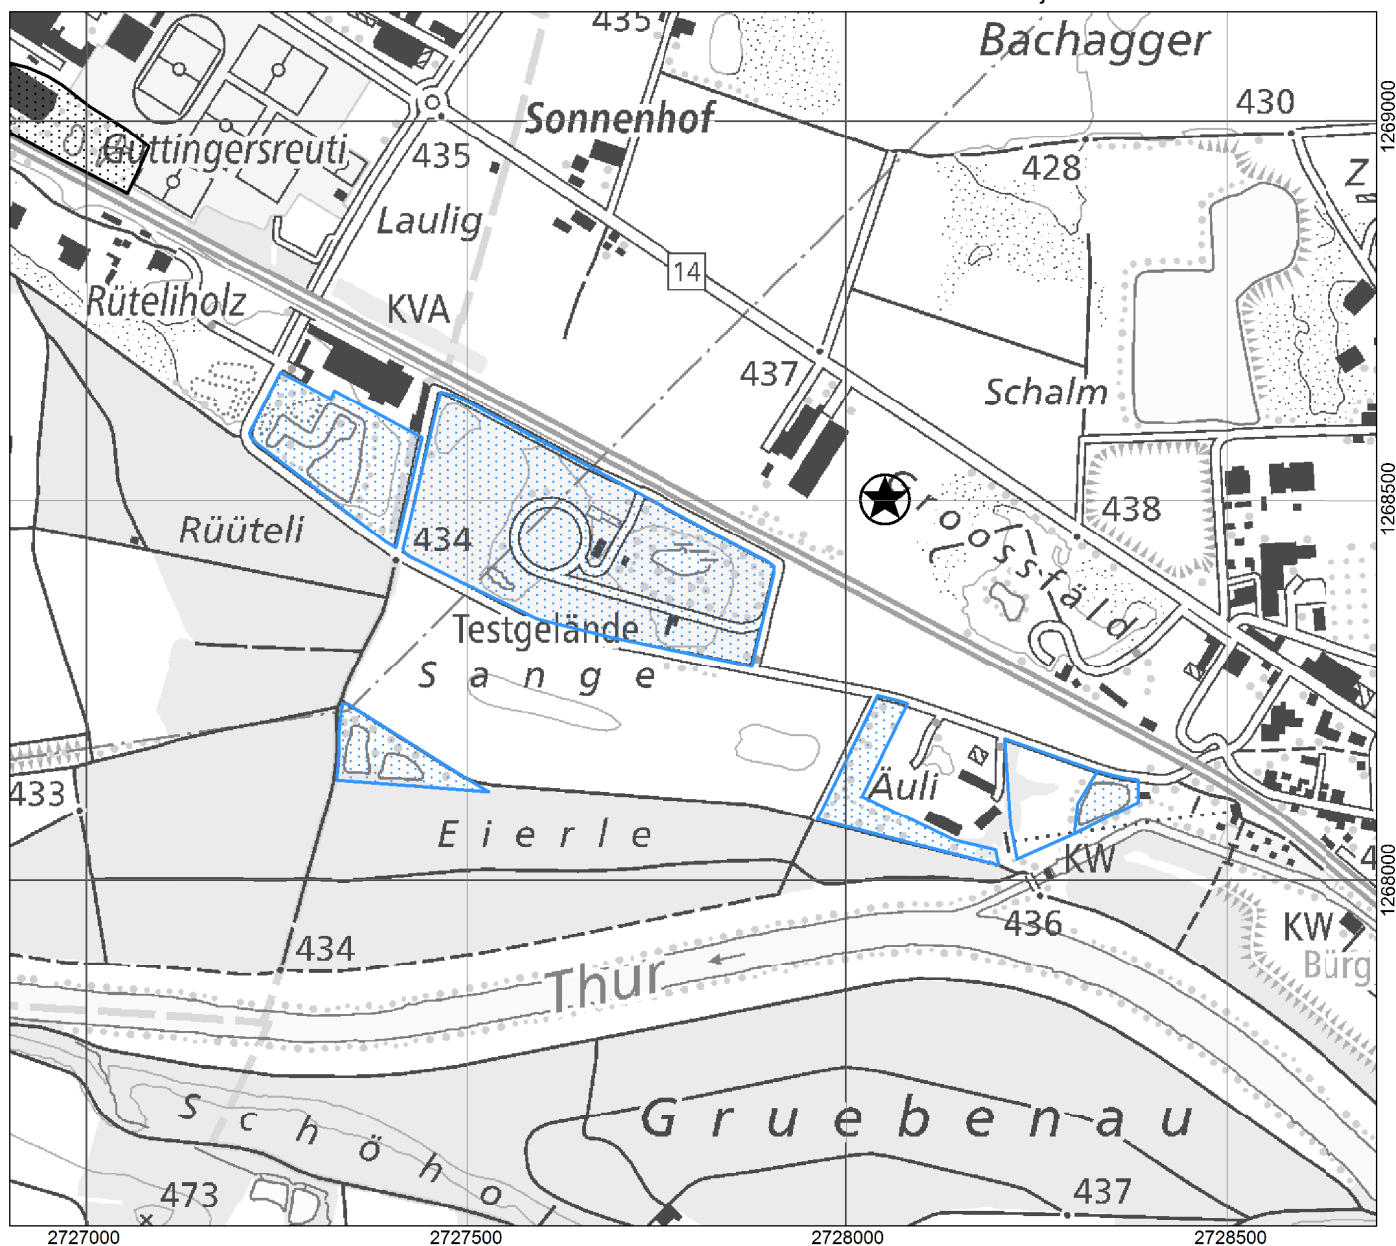 435
Bachagger
430
1269000
Sonnenhof
Güttingersreuti
435
428
Z
Laulig
14
Rüteliholz
KVA
437
Schalm
Rüüteli
434
438
1268500
Groossfäld
Testgelände
Sange
433
Äuli
Eierle
KW
4
1268000
434
436
KW
Bürg
Thur
Gruebenau
Schöho
473
437
2727000
2727500
2728000
2728500